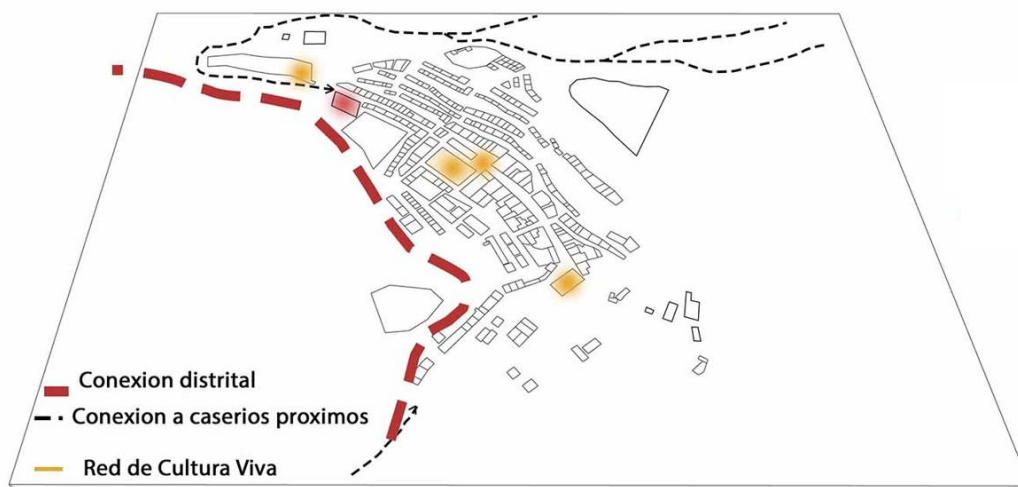 Conexion distrital
Conexion a caserios proximos
Red de Cultura Viva